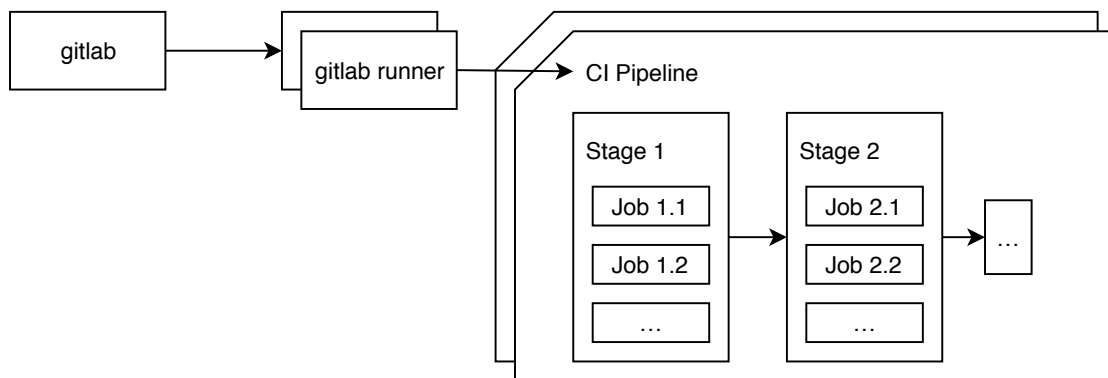 gitlab
gitlab runner
CI Pipeline
Stage 1
Job 1.1
Job 1.2
…
Stage 2
Job 2.1
Job 2.2
…
…